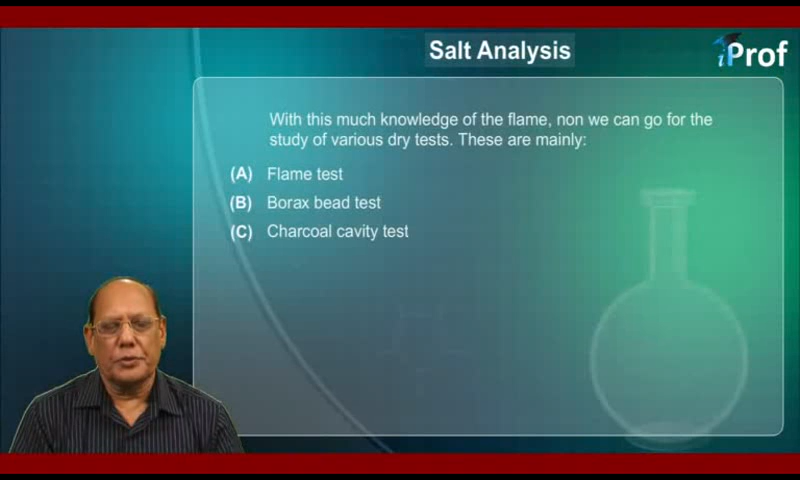 Salt Analysis
iProf
With this much knowledge of the flame, non we can go for the
study of various dry tests. These are mainly:
(A) Flame test
(B) Borax bead test
(C) Charcoal cavity test